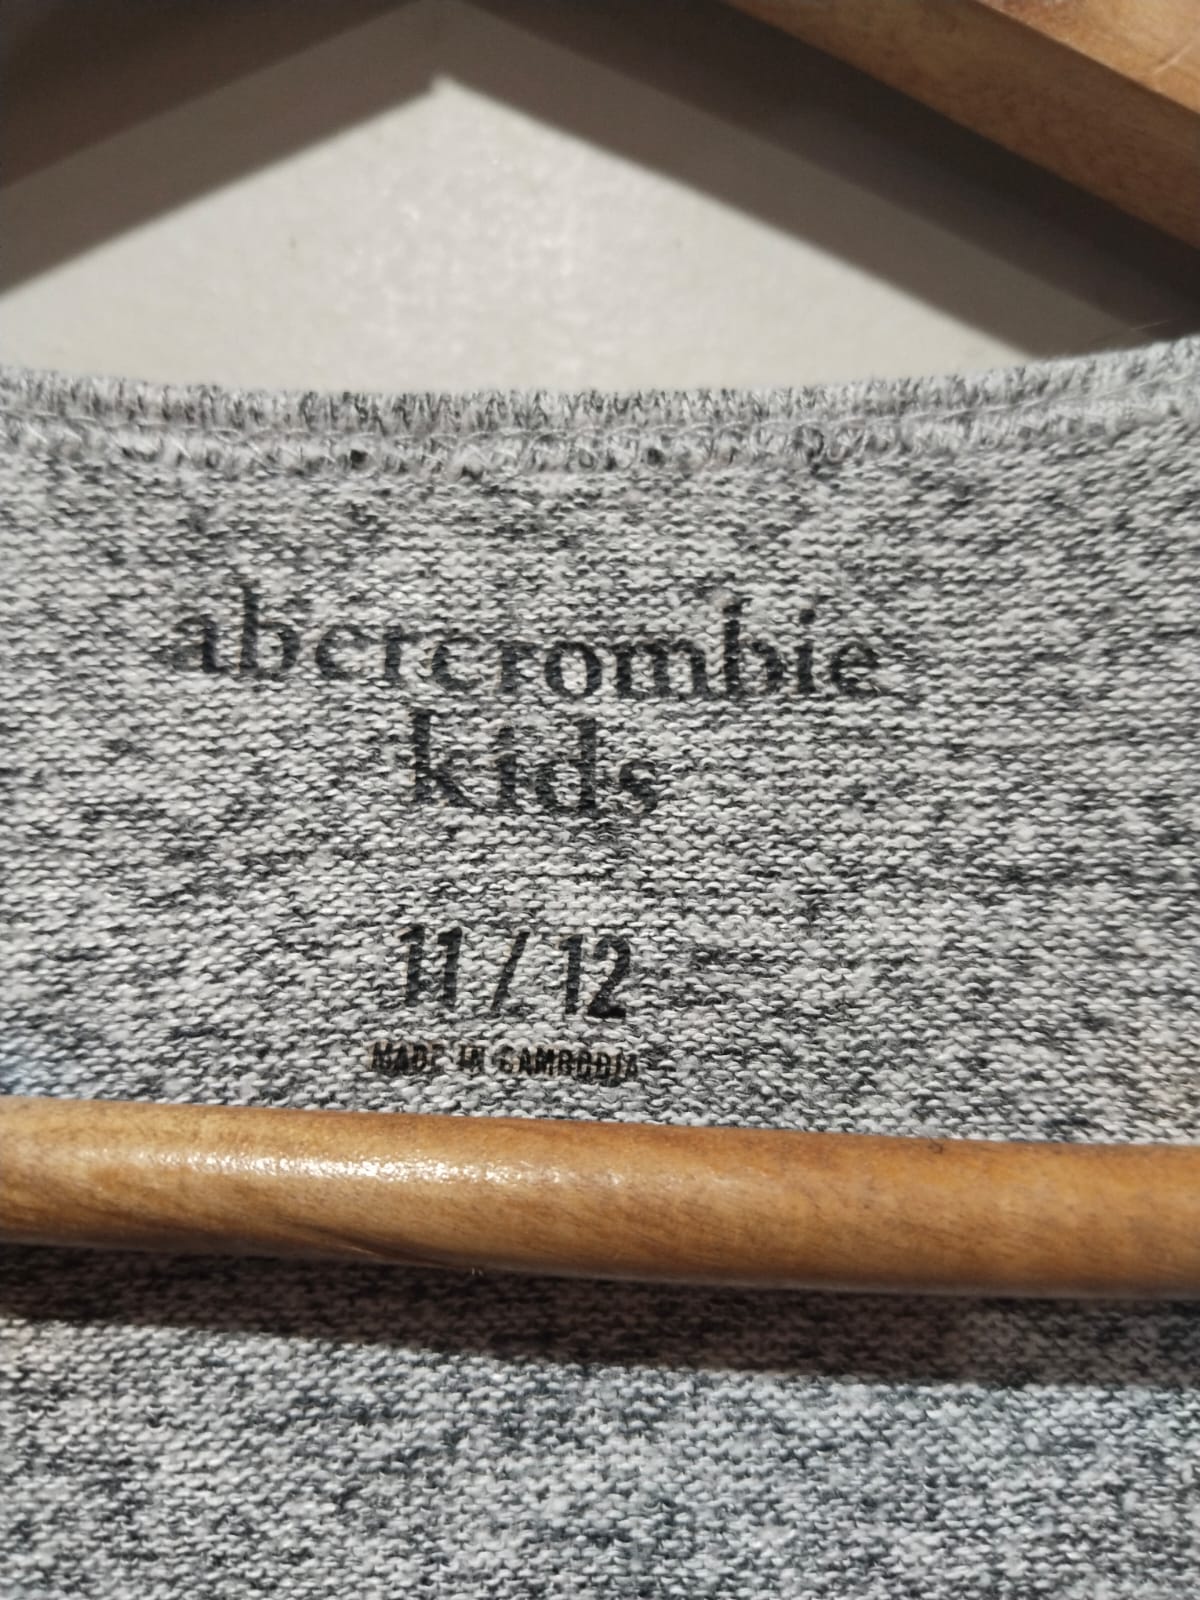 abercrombie
kids
11 / 12
MADE IN CAMBODIA